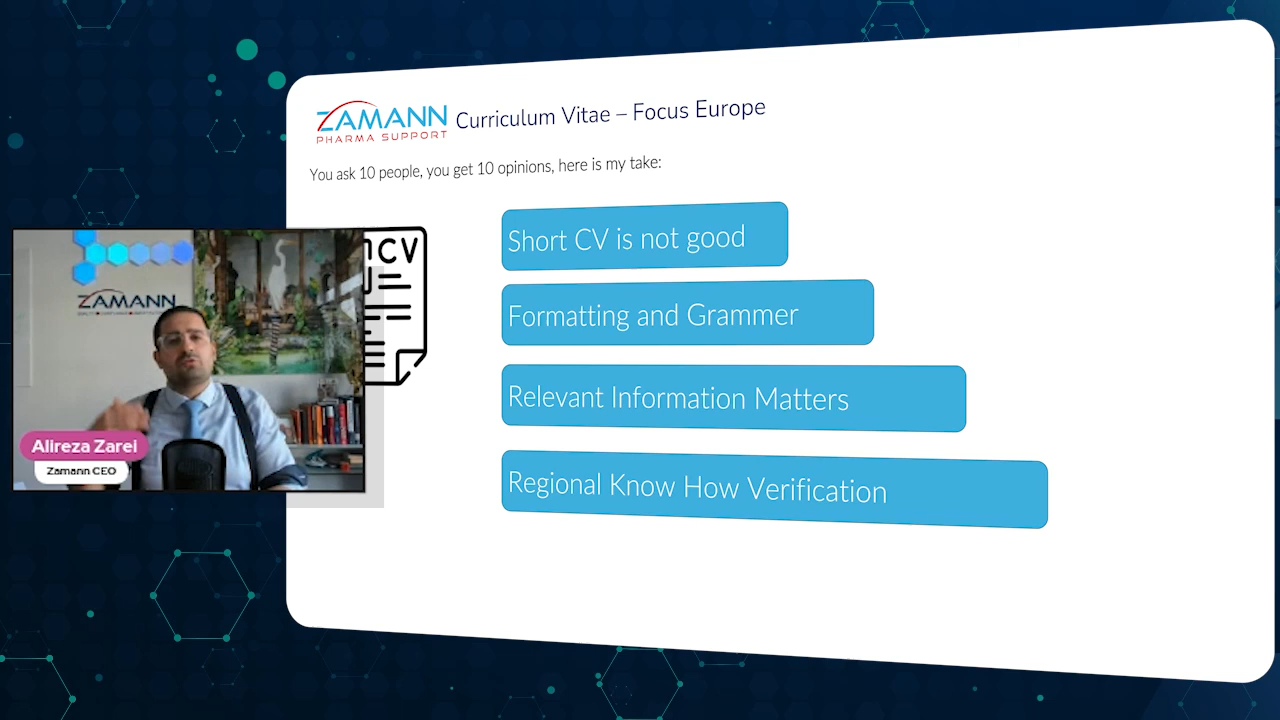 ZAMANN
PHARMA SUPPORT
Curriculum Vitae – Focus Europe
You ask 10 people, you get 10 opinions, here is my take:
CV
Short CV is not good
Formatting and Grammer
Relevant Information Matters
Regional Know How Verification
ZAMANN
Alireza Zarei
Zamann CEO